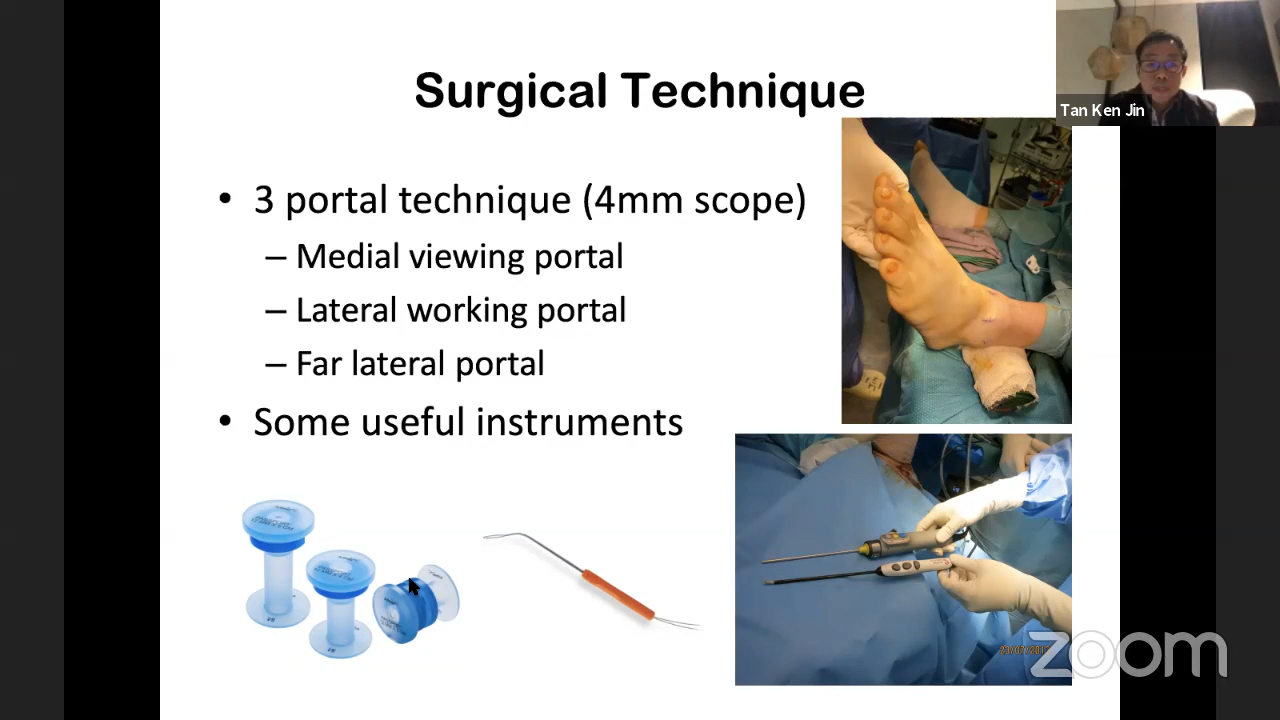 Surgical Technique
Tan Ken Jin
• 3 portal technique (4mm scope)
– Medial viewing portal
– Lateral working portal
– Far lateral portal
• Some useful instruments
zoom